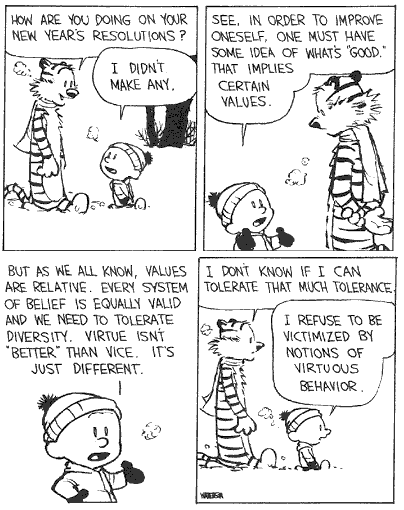 HOW ARE YOU DOING ON YOUR
NEW YEAR'S RESOLUTIONS?
I DIDN'T
MAKE ANY.
SEE, IN ORDER TO IMPROVE
ONESELF, ONE MUST HAVE
SOME IDEA OF WHAT'S "GOOD."
THAT IMPLIES
CERTAIN
VALUES.
BUT AS WE ALL KNOW, VALUES
ARE RELATIVE. EVERY SYSTEM
OF BELIEF IS EQUALLY VALID
AND WE NEED TO TOLERATE
DIVERSITY. VIRTUE ISN'T
"BETTER" THAN VICE. IT'S
JUST DIFFERENT.
I DON'T KNOW IF I CAN
TOLERATE THAT MUCH TOLERANCE.
I REFUSE TO BE
VICTIMIZED BY
NOTIONS OF
VIRTUOUS
BEHAVIOR.
WATTERSON